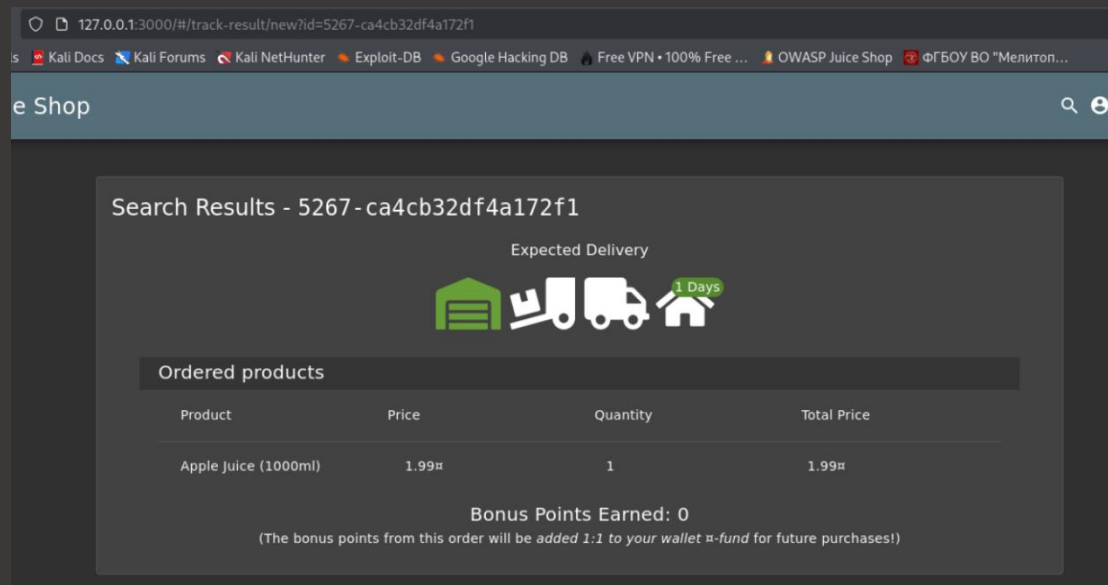 127.0.0.1:3000/#/track-result/new?id=5267-ca4cb32df4a172f1
ls Kali Docs Kali Forums Kali NetHunter Exploit-DB Google Hacking DB Free VPN • 100% Free ... OWASP Juice Shop ФГБОУ ВО "Мелитоп...
e Shop
Search Results - 5267-ca4cb32df4a172f1
Expected Delivery
1 Days
Ordered products
Product Price Quantity Total Price
Apple Juice (1000ml) 1.99¤ 1 1.99¤
Bonus Points Earned: 0
(The bonus points from this order will be added 1:1 to your wallet ¤-fund for future purchases!)